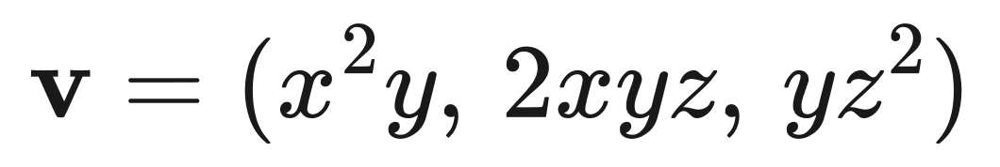 𝐯 = (x²y, 2xyz, yz²)